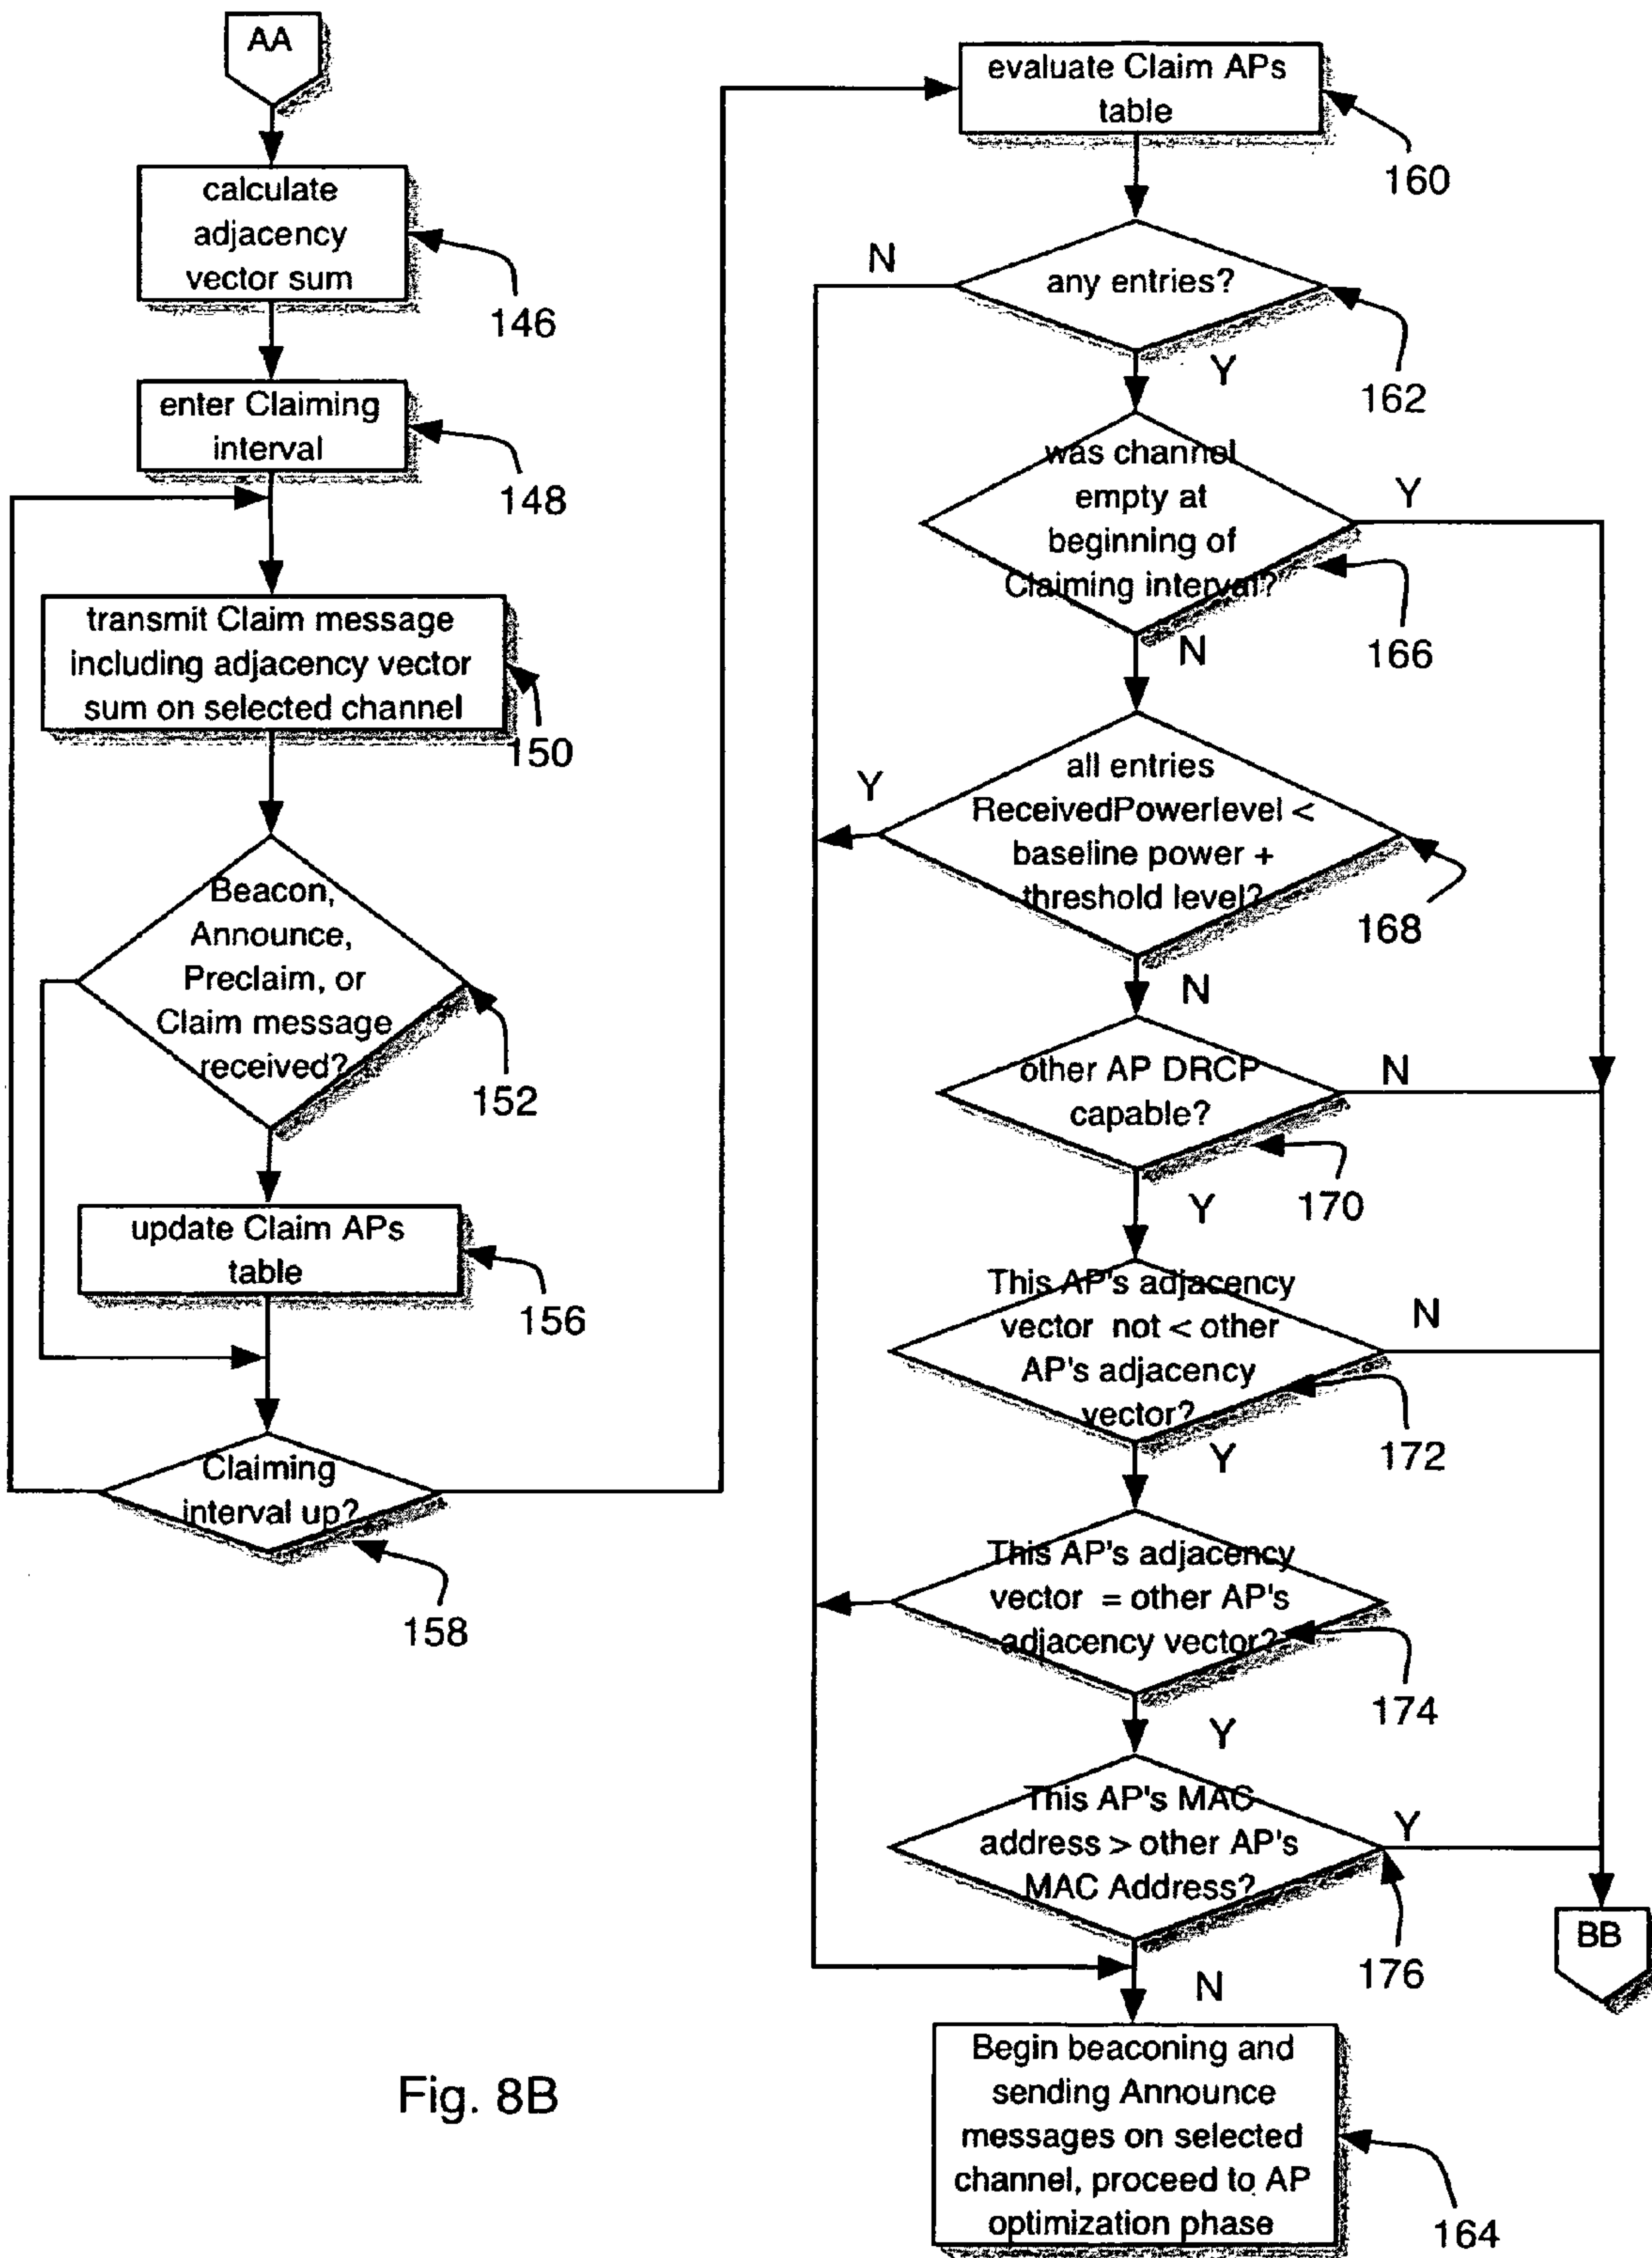 AA
calculate
adjacency
vector sum
146
enter Claiming
interval
148
transmit Claim message
including adjacency vector
sum on selected channel
150
Beacon,
Announce,
Preclaim, or
Claim message
received?
152
update Claim APs
table
156
Claiming
interval up?
158
evaluate Claim APs
table
160
any entries?
N
Y
162
was channel
empty at
beginning of
Claiming interval?
Y
N
166
all entries
ReceivedPowerlevel <
baseline power +
threshold level?
Y
N
168
other AP DRCP
capable?
N
Y
170
This AP's adjacency
vector not < other
AP's adjacency
vector?
N
Y
172
This AP's adjacency
vector = other AP's
adjacency vector?
Y
174
This AP's MAC
address > other AP's
MAC Address?
Y
N
176
BB
Begin beaconing and
sending Announce
messages on selected
channel, proceed to AP
optimization phase
164
Fig. 8B